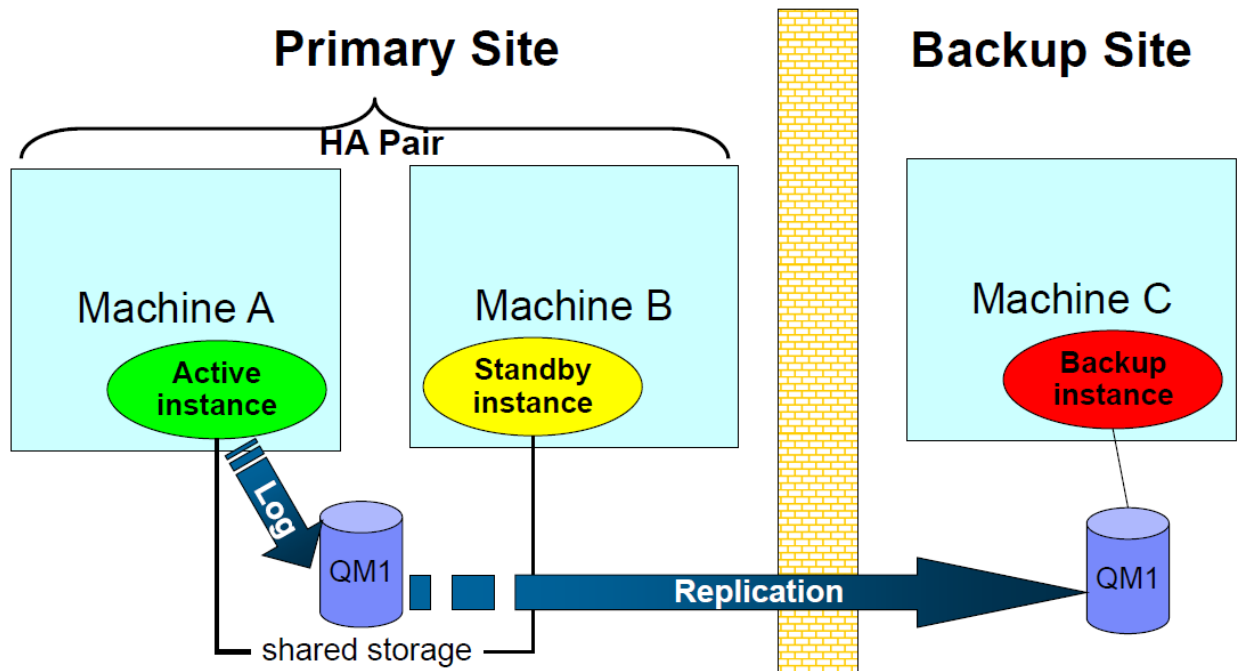 Primary Site
Backup Site
HA Pair
Machine A
Machine B
Machine C
Active
instance
Standby
instance
Backup
instance
Log
QM1
Replication
QM1
shared storage